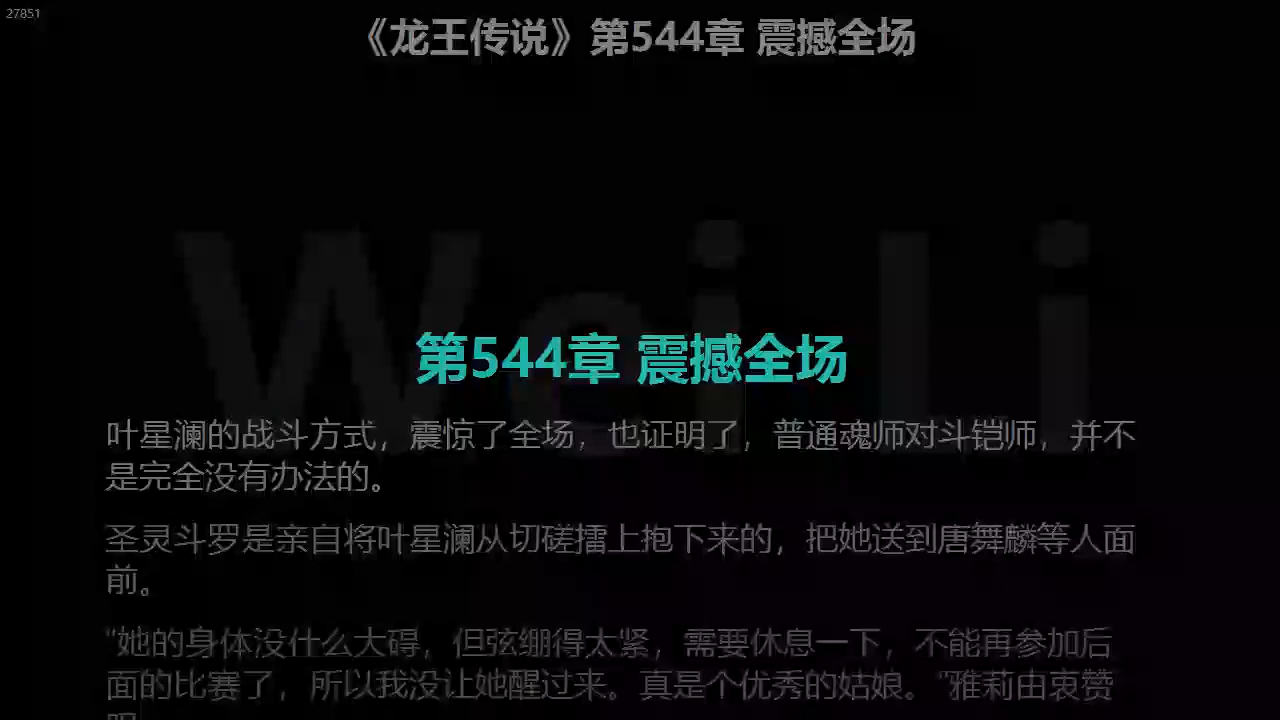 27851
《龙王传说》第544章 震撼全场
Wei Li
第544章 震撼全场
叶星澜的战斗方式，震惊了全场，也证明了，普通魂师对斗铠师，并不
是完全没有办法的。
圣灵斗罗是亲自将叶星澜从切磋擂上抱下来的，把她送到唐舞麟等人面
前。
"她的身体没什么大碍，但弦绷得太紧，需要休息一下，不能再参加后
面的比赛了，所以我没让她醒过来。真是个优秀的姑娘。"雅莉由衷赞